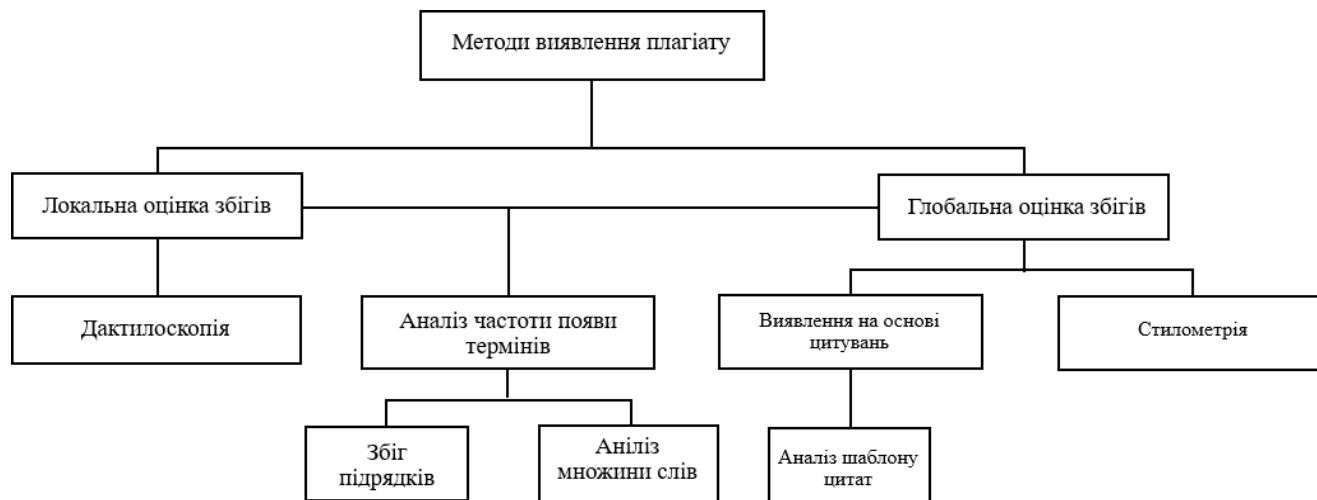 Методи виявлення плагіату
Локальна оцінка збігів
Глобальна оцінка збігів
Дактилоскопія
Аналіз частоти появи
термінів
Виявлення на основі
цитувань
Стилометрія
Збіг
підрядків
Аніліз
множини слів
Аналіз шаблону
цитат